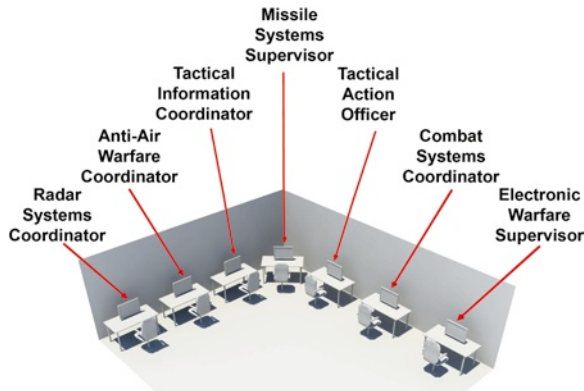 Missile
Systems
Supervisor
Tactical
Information
Coordinator
Tactical
Action
Officer
Anti-Air
Warfare
Coordinator
Combat
Systems
Coordinator
Radar
Systems
Coordinator
Electronic
Warfare
Supervisor